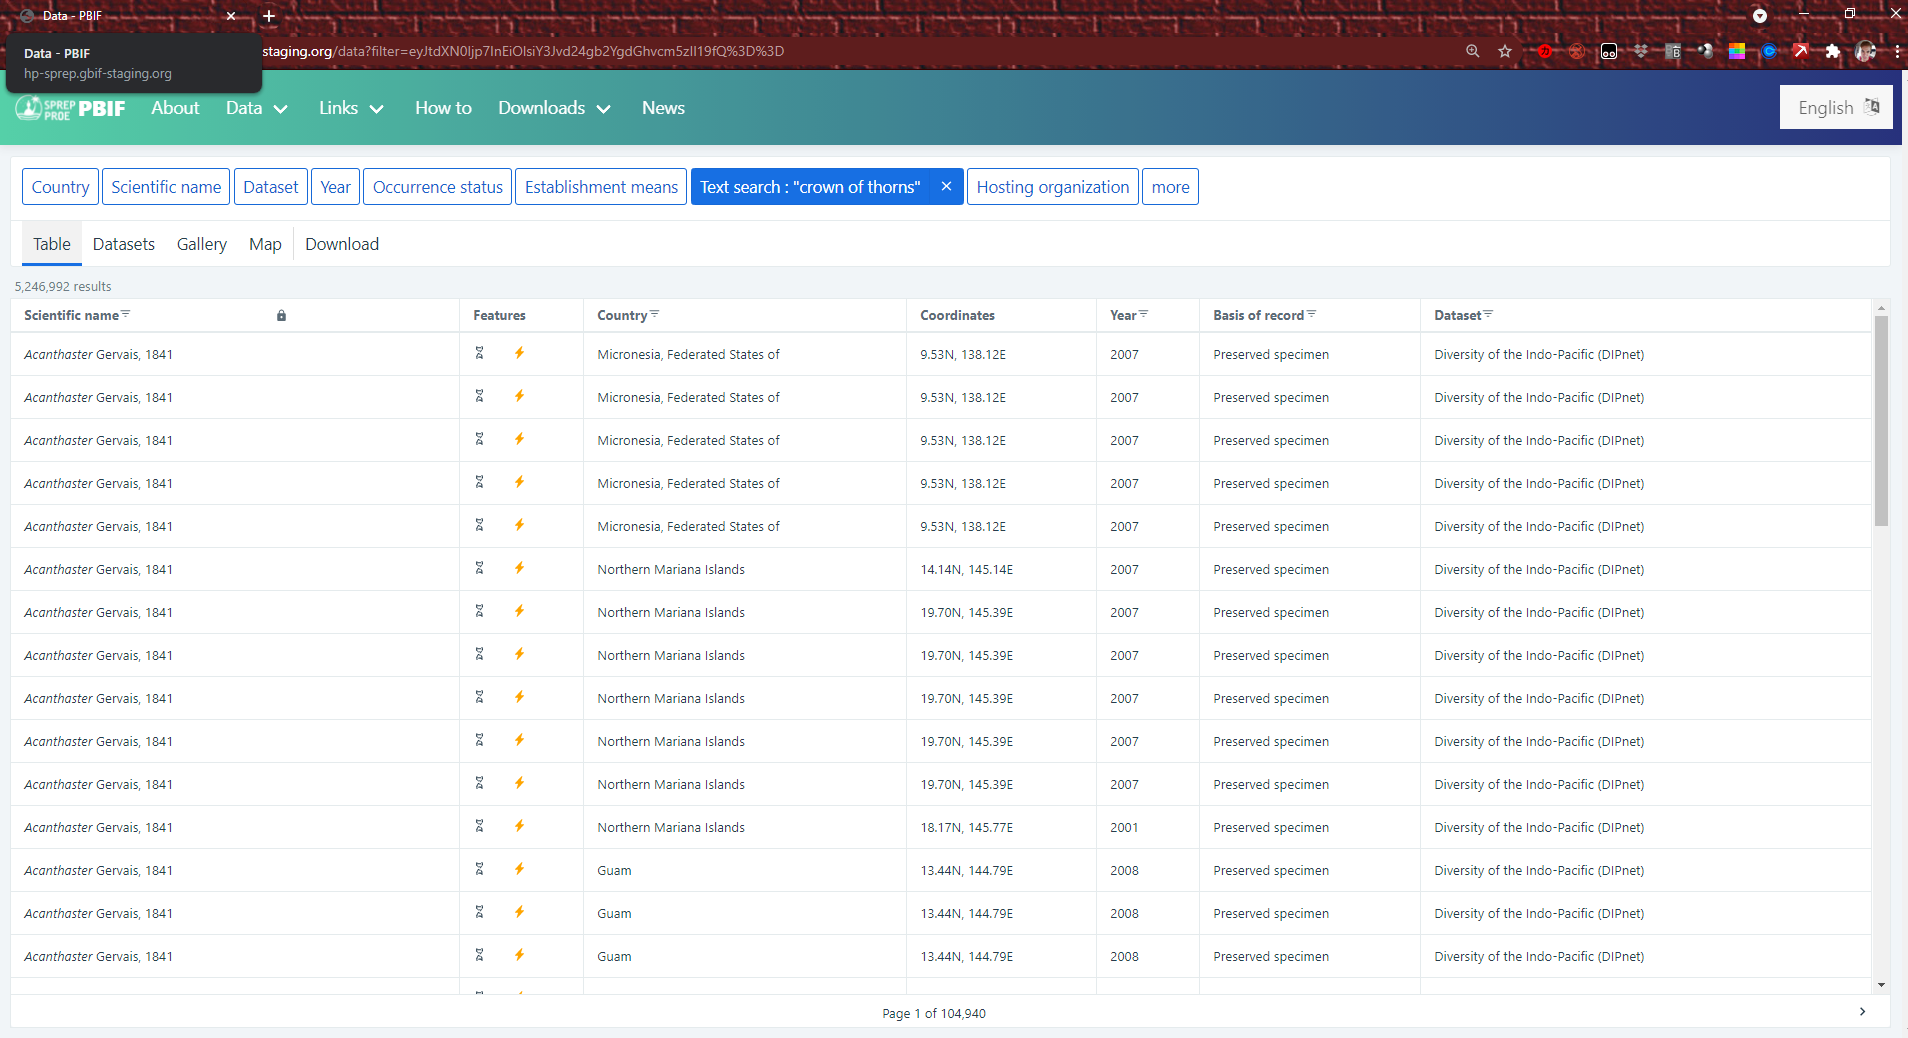 Data - PBIF
Data - PBIF
hp-sprep.gbif-staging.org
staging.org/data?filter=eyJtdXN0Ijp7InEiOlsiY3Jvd24gb2YgdGhvcm5zIl19fQ%3D%3D
SPREP PROE PBIF About Data Links How to Downloads News English
Country Scientific name Dataset Year Occurrence status Establishment means Text search : "crown of thorns" Hosting organization more
Table Datasets Gallery Map Download
5,246,992 results
Scientific name Features Country Coordinates Year Basis of record Dataset
Acanthaster Gervais, 1841 Micronesia, Federated States of 9.53N, 138.12E 2007 Preserved specimen Diversity of the Indo-Pacific (DIPnet)
Acanthaster Gervais, 1841 Micronesia, Federated States of 9.53N, 138.12E 2007 Preserved specimen Diversity of the Indo-Pacific (DIPnet)
Acanthaster Gervais, 1841 Micronesia, Federated States of 9.53N, 138.12E 2007 Preserved specimen Diversity of the Indo-Pacific (DIPnet)
Acanthaster Gervais, 1841 Micronesia, Federated States of 9.53N, 138.12E 2007 Preserved specimen Diversity of the Indo-Pacific (DIPnet)
Acanthaster Gervais, 1841 Micronesia, Federated States of 9.53N, 138.12E 2007 Preserved specimen Diversity of the Indo-Pacific (DIPnet)
Acanthaster Gervais, 1841 Northern Mariana Islands 14.14N, 145.14E 2007 Preserved specimen Diversity of the Indo-Pacific (DIPnet)
Acanthaster Gervais, 1841 Northern Mariana Islands 19.70N, 145.39E 2007 Preserved specimen Diversity of the Indo-Pacific (DIPnet)
Acanthaster Gervais, 1841 Northern Mariana Islands 19.70N, 145.39E 2007 Preserved specimen Diversity of the Indo-Pacific (DIPnet)
Acanthaster Gervais, 1841 Northern Mariana Islands 19.70N, 145.39E 2007 Preserved specimen Diversity of the Indo-Pacific (DIPnet)
Acanthaster Gervais, 1841 Northern Mariana Islands 19.70N, 145.39E 2007 Preserved specimen Diversity of the Indo-Pacific (DIPnet)
Acanthaster Gervais, 1841 Northern Mariana Islands 19.70N, 145.39E 2007 Preserved specimen Diversity of the Indo-Pacific (DIPnet)
Acanthaster Gervais, 1841 Northern Mariana Islands 18.17N, 145.77E 2001 Preserved specimen Diversity of the Indo-Pacific (DIPnet)
Acanthaster Gervais, 1841 Guam 13.44N, 144.79E 2008 Preserved specimen Diversity of the Indo-Pacific (DIPnet)
Acanthaster Gervais, 1841 Guam 13.44N, 144.79E 2008 Preserved specimen Diversity of the Indo-Pacific (DIPnet)
Acanthaster Gervais, 1841 Guam 13.44N, 144.79E 2008 Preserved specimen Diversity of the Indo-Pacific (DIPnet)
Page 1 of 104,940